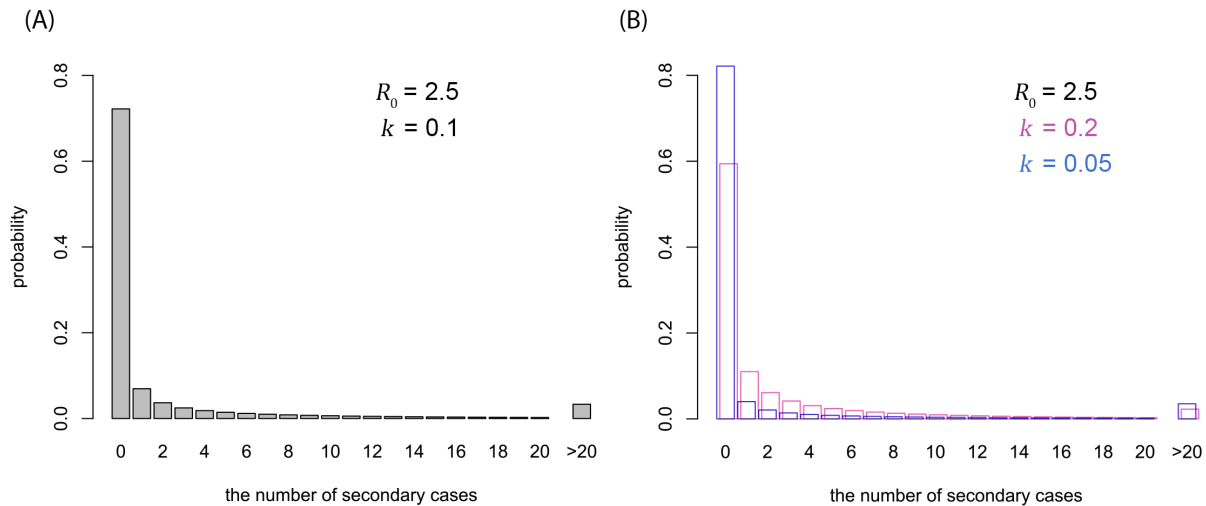 (A)
R0 = 2.5
k = 0.1
probability
0.0 0.2 0.4 0.6 0.8
0 2 4 6 8 10 12 14 16 18 20 >20
the number of secondary cases
(B)
R0 = 2.5
k = 0.2
k = 0.05
probability
0.0 0.2 0.4 0.6 0.8
0 2 4 6 8 10 12 14 16 18 20 >20
the number of secondary cases